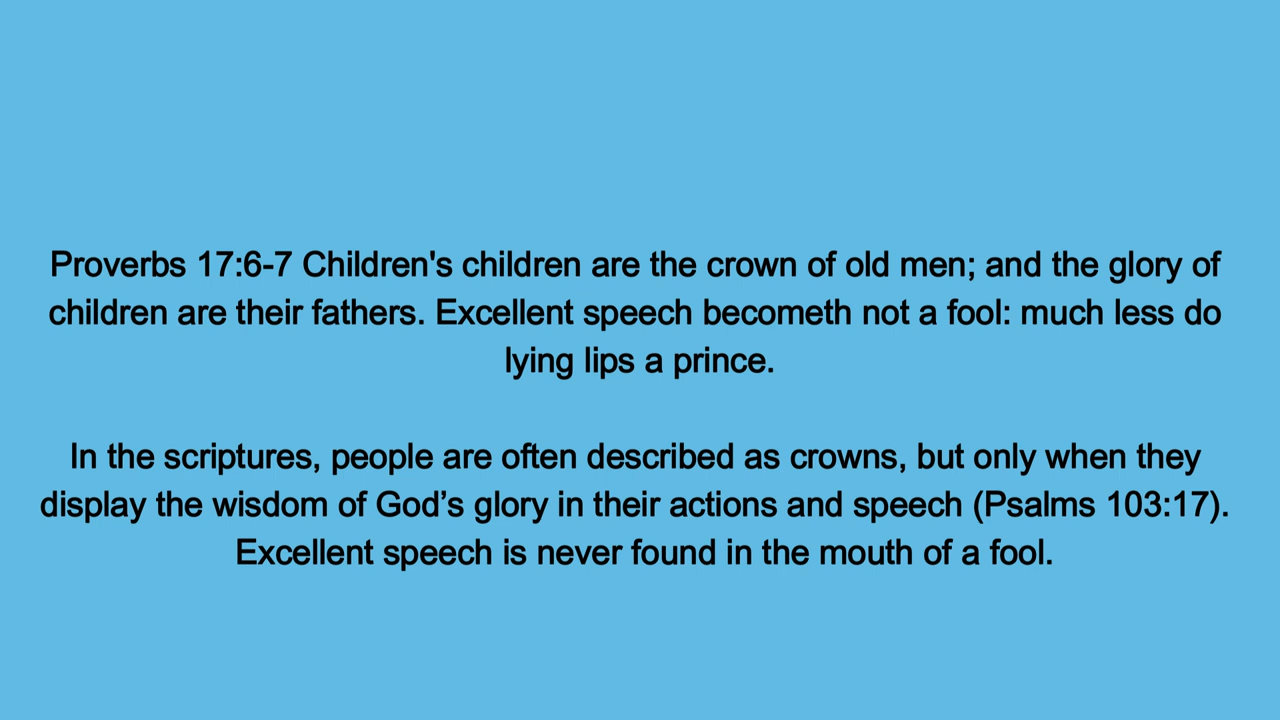 Proverbs 17:6-7 Children's children are the crown of old men; and the glory of
children are their fathers. Excellent speech becometh not a fool: much less do
lying lips a prince.
In the scriptures, people are often described as crowns, but only when they
display the wisdom of God’s glory in their actions and speech (Psalms 103:17).
Excellent speech is never found in the mouth of a fool.